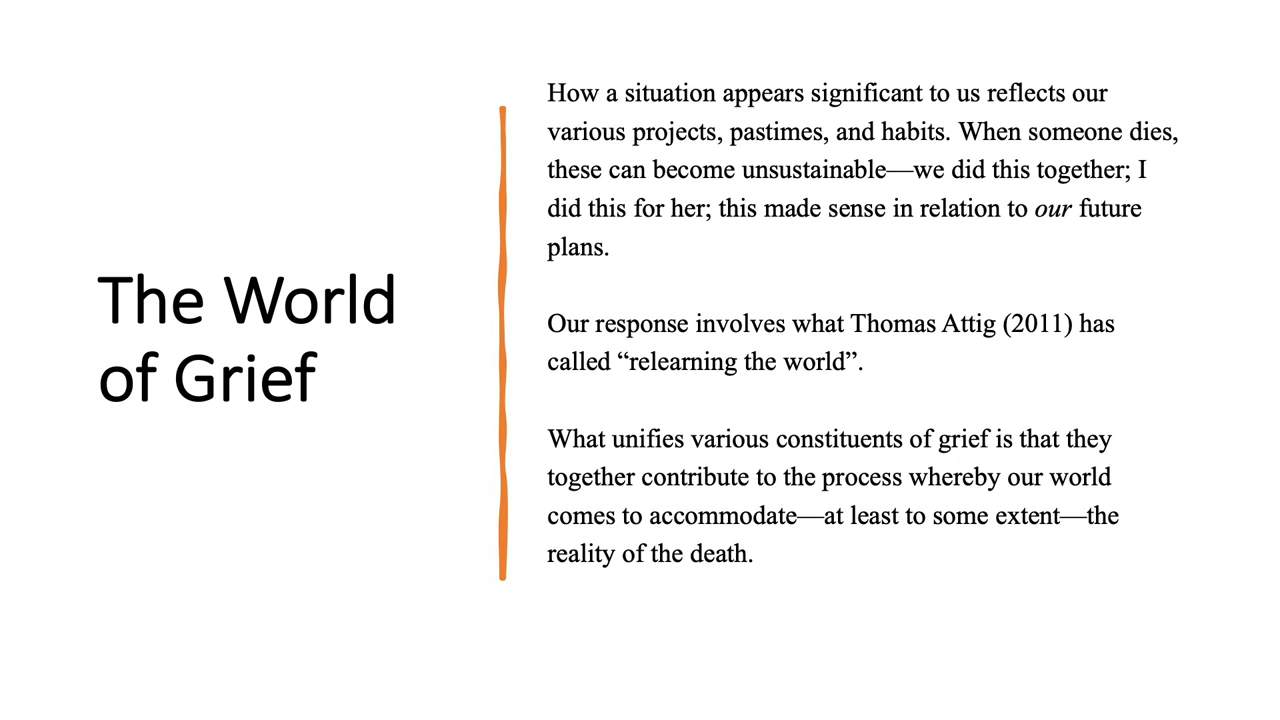 The World
of Grief
How a situation appears significant to us reflects our
various projects, pastimes, and habits. When someone dies,
these can become unsustainable—we did this together; I
did this for her; this made sense in relation to our future
plans.
Our response involves what Thomas Attig (2011) has
called “relearning the world”.
What unifies various constituents of grief is that they
together contribute to the process whereby our world
comes to accommodate—at least to some extent—the
reality of the death.